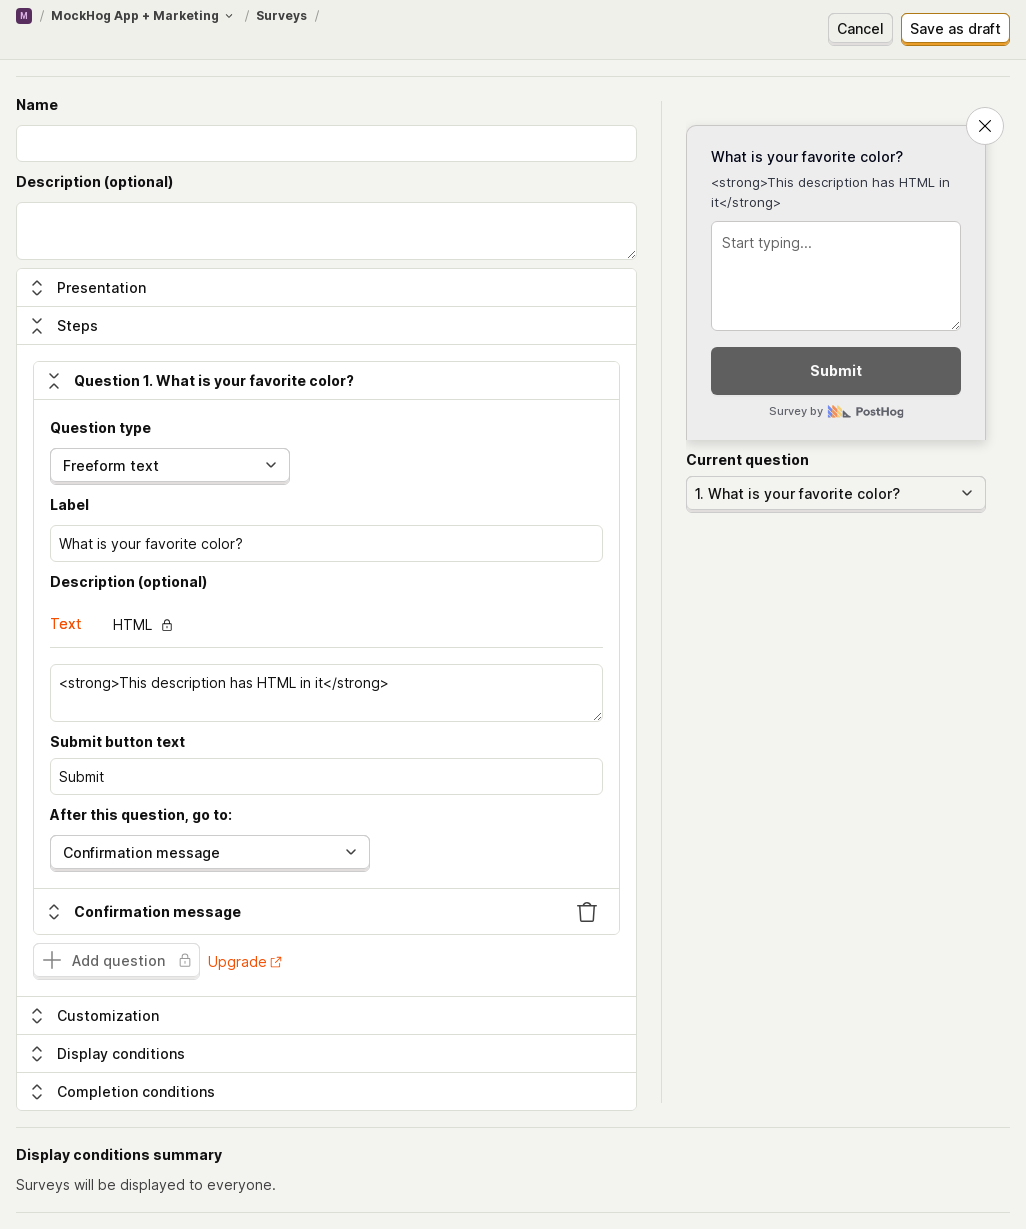 M / MockHog App + Marketing / Surveys /
Cancel
Save as draft
Name
Description (optional)
Presentation
Steps
Question 1. What is your favorite color?
Question type
Freeform text
Label
What is your favorite color?
Description (optional)
Text
HTML
<strong>This description has HTML in it</strong>
Submit button text
Submit
After this question, go to:
Confirmation message
Confirmation message
Add question
Upgrade
Customization
Display conditions
Completion conditions
What is your favorite color?
<strong>This description has HTML in
it</strong>
Start typing...
Submit
Survey by PostHog
Current question
1. What is your favorite color?
Display conditions summary
Surveys will be displayed to everyone.